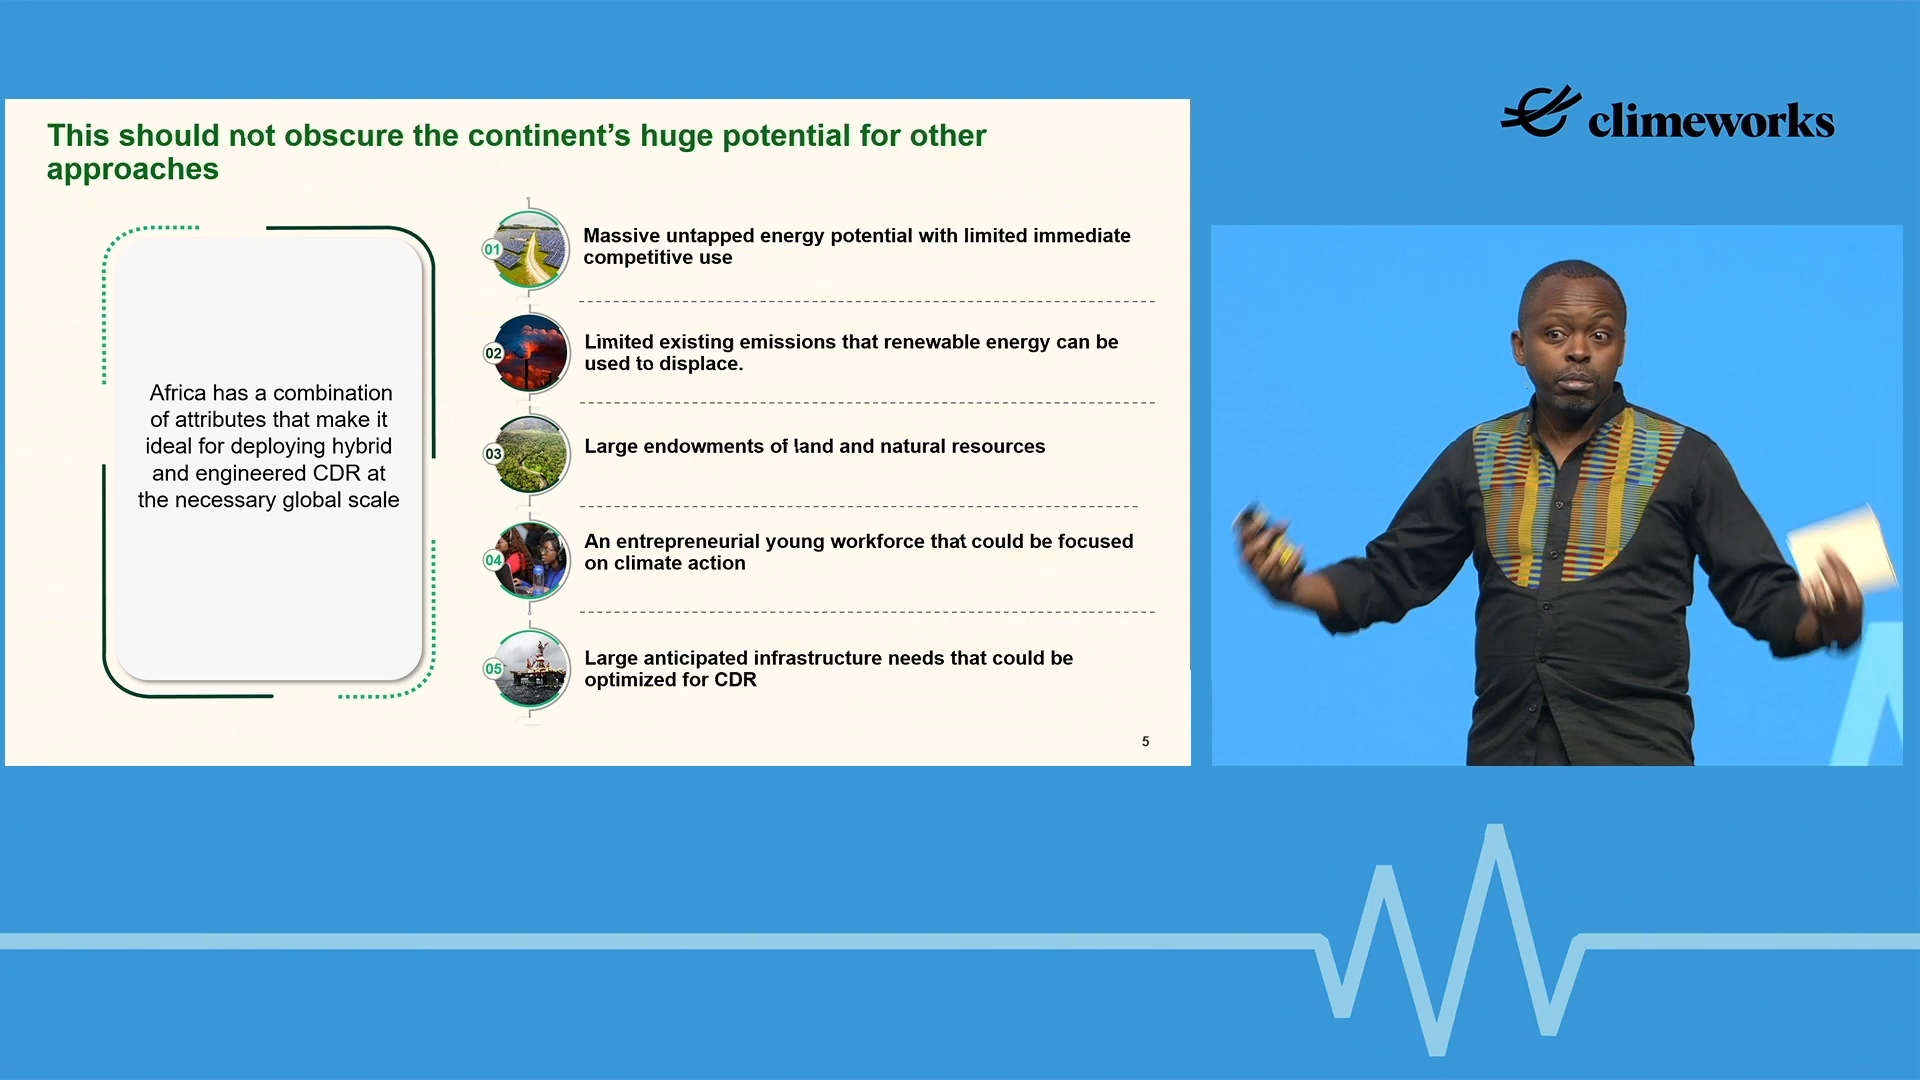 climeworks
This should not obscure the continent’s huge potential for other
approaches
Africa has a combination
of attributes that make it
ideal for deploying hybrid
and engineered CDR at
the necessary global scale
01
Massive untapped energy potential with limited immediate
competitive use
02
Limited existing emissions that renewable energy can be
used to displace.
03
Large endowments of land and natural resources
04
An entrepreneurial young workforce that could be focused
on climate action
05
Large anticipated infrastructure needs that could be
optimized for CDR
5